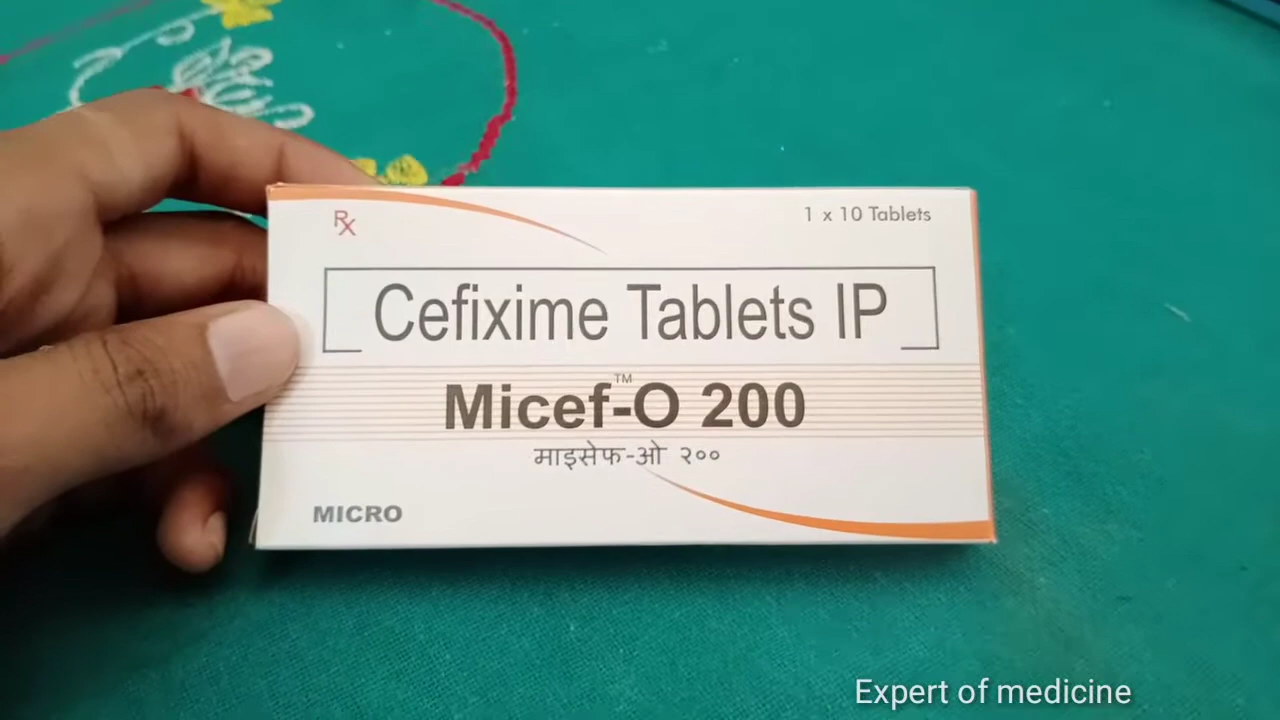 Rx
1 x 10 Tablets
Cefixime Tablets IP
Micef-O 200
TM
माइसेफ-ओ २००
MICRO
Expert of medicine